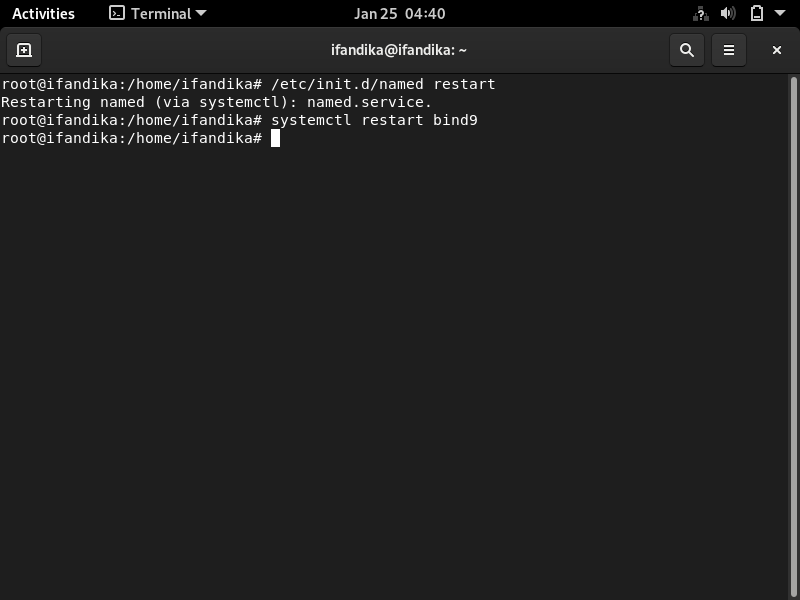 Activities Terminal Jan 25 04:40
ifandika@ifandika: ~
root@ifandika:/home/ifandika# /etc/init.d/named restart
Restarting named (via systemctl): named.service.
root@ifandika:/home/ifandika# systemctl restart bind9
root@ifandika:/home/ifandika#